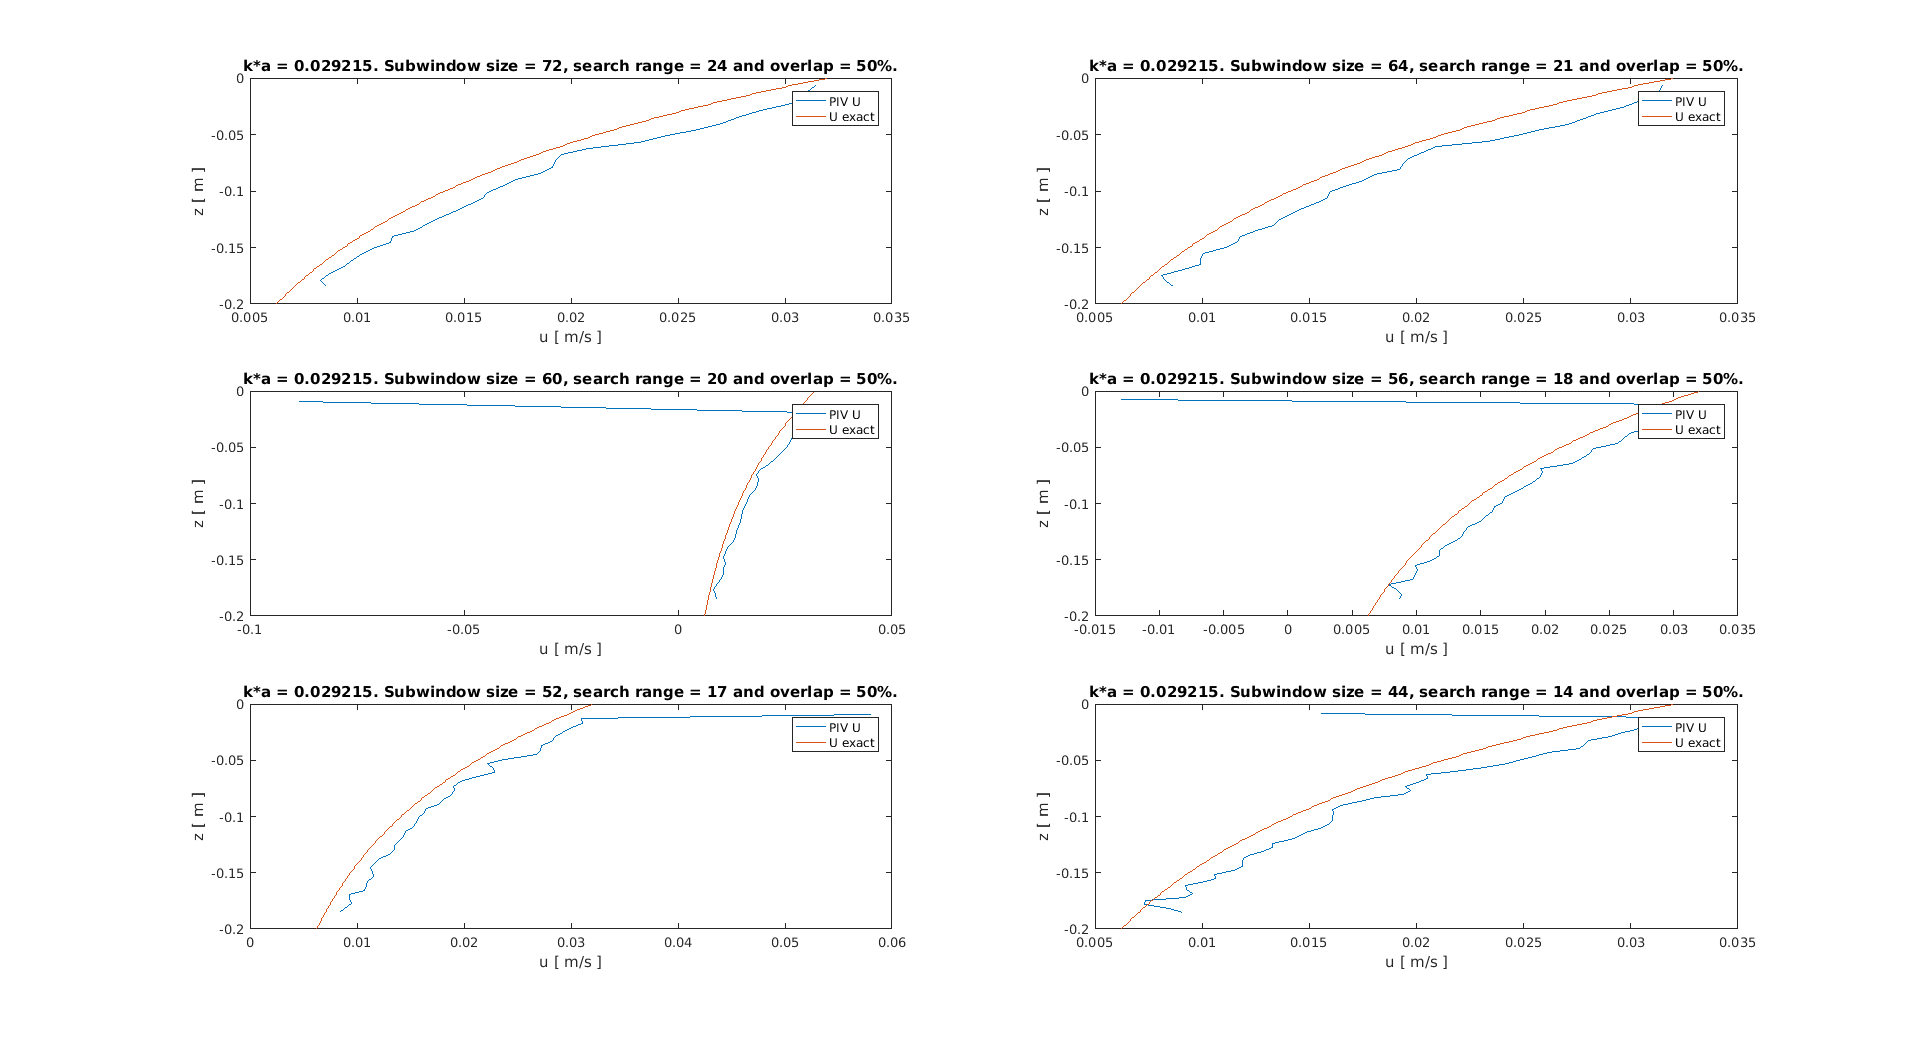 k*a = 0.029215. Subwindow size = 72, search range = 24 and overlap = 50%.
0
-0.05
-0.1
-0.15
-0.2
z [ m ]
PIV U
U exact
0.005 0.01 0.015 0.02 0.025 0.03 0.035
u [ m/s ]
k*a = 0.029215. Subwindow size = 64, search range = 21 and overlap = 50%.
0
-0.05
-0.1
-0.15
-0.2
z [ m ]
PIV U
U exact
0.005 0.01 0.015 0.02 0.025 0.03 0.035
u [ m/s ]
k*a = 0.029215. Subwindow size = 60, search range = 20 and overlap = 50%.
0
-0.05
-0.1
-0.15
-0.2
z [ m ]
PIV U
U exact
-0.1 -0.05 0 0.05
u [ m/s ]
k*a = 0.029215. Subwindow size = 56, search range = 18 and overlap = 50%.
0
-0.05
-0.1
-0.15
-0.2
z [ m ]
PIV U
U exact
-0.015 -0.01 -0.005 0 0.005 0.01 0.015 0.02 0.025 0.03 0.035
u [ m/s ]
k*a = 0.029215. Subwindow size = 52, search range = 17 and overlap = 50%.
0
-0.05
-0.1
-0.15
-0.2
z [ m ]
PIV U
U exact
0 0.01 0.02 0.03 0.04 0.05 0.06
u [ m/s ]
k*a = 0.029215. Subwindow size = 44, search range = 14 and overlap = 50%.
0
-0.05
-0.1
-0.15
-0.2
z [ m ]
PIV U
U exact
0.005 0.01 0.015 0.02 0.025 0.03 0.035
u [ m/s ]